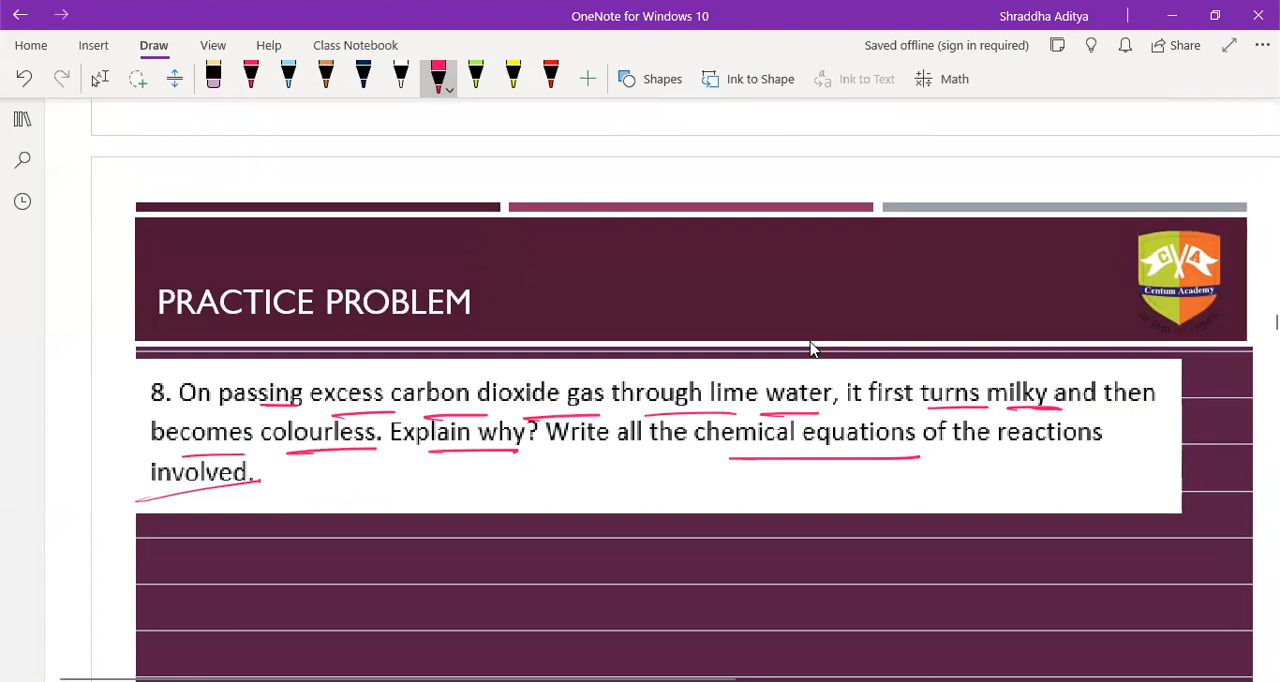 OneNote for Windows 10
Shraddha Aditya
Home Insert Draw View Help Class Notebook
Saved offline (sign in required)
Share
Shapes
Ink to Shape
Ink to Text
Math
PRACTICE PROBLEM
Centum Academy
8. On passing excess carbon dioxide gas through lime water, it first turns milky and then
becomes colourless. Explain why? Write all the chemical equations of the reactions
involved.